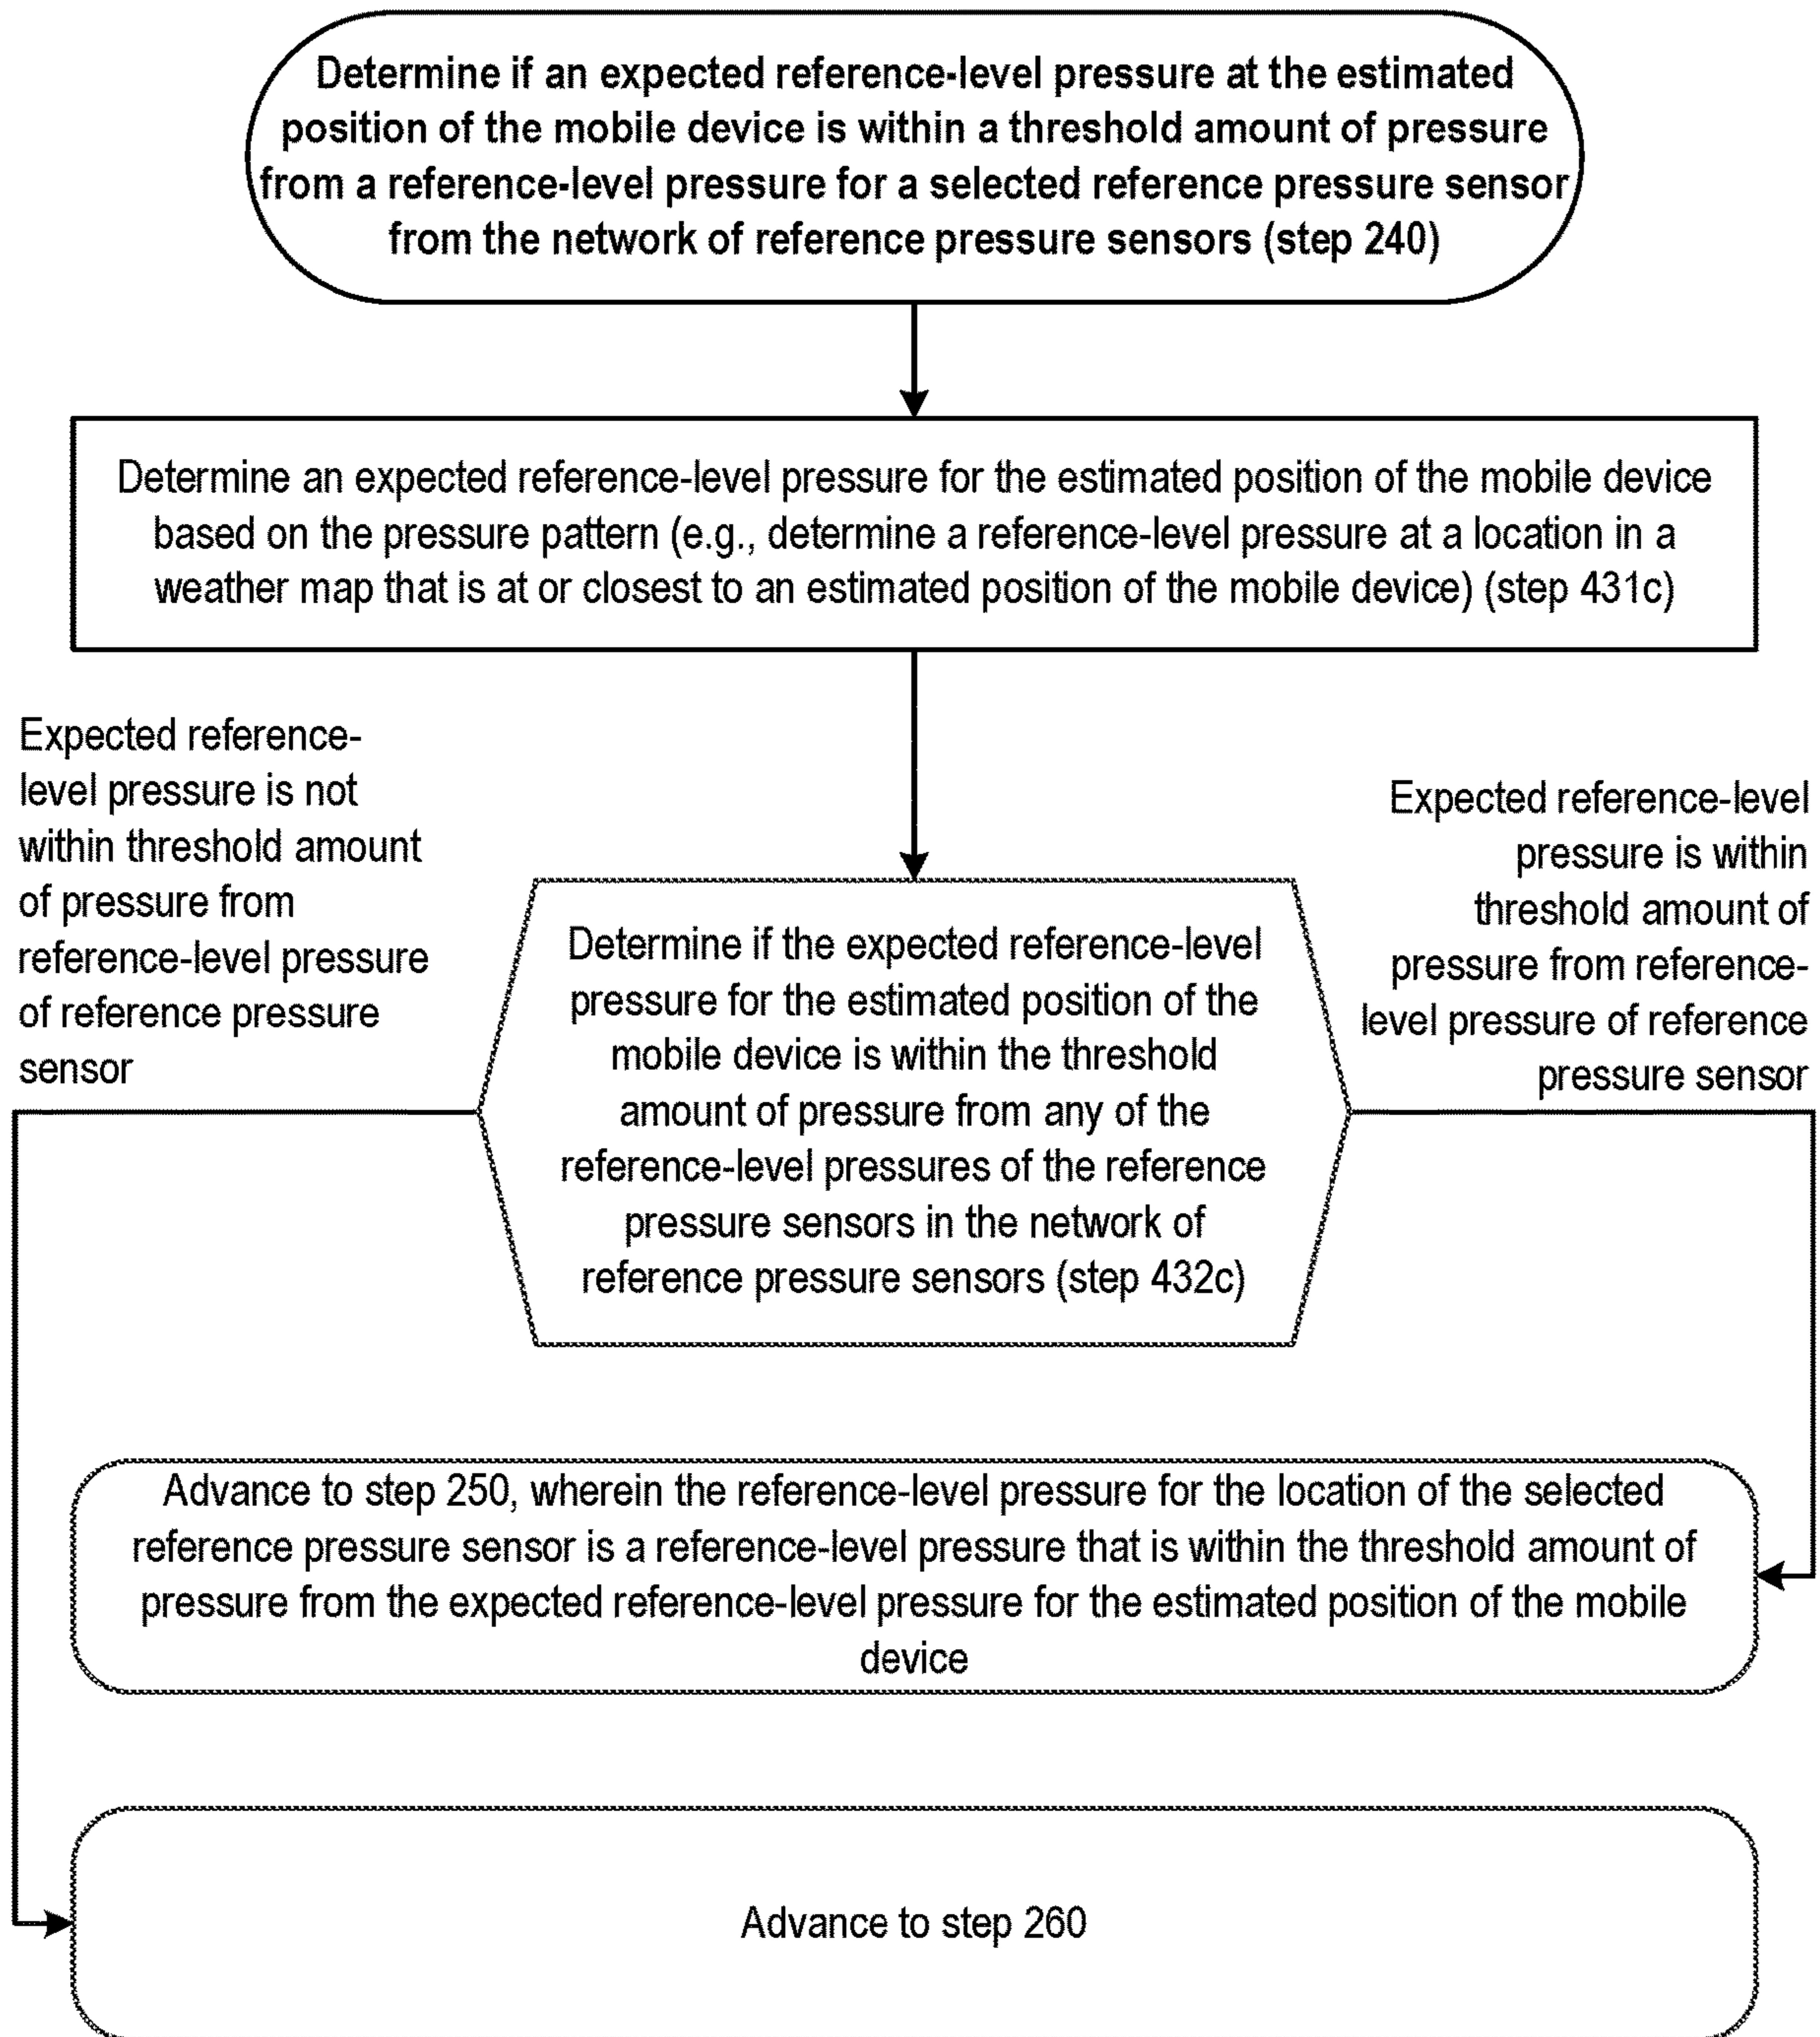 Determine if an expected reference-level pressure at the estimated
position of the mobile device is within a threshold amount of pressure
from a reference-level pressure for a selected reference pressure sensor
from the network of reference pressure sensors (step 240)
Determine an expected reference-level pressure for the estimated position of the mobile device
based on the pressure pattern (e.g., determine a reference-level pressure at a location in a
weather map that is at or closest to an estimated position of the mobile device) (step 431c)
Expected reference-
level pressure is not
within threshold amount
of pressure from
reference-level pressure
of reference pressure
sensor
Expected reference-level
pressure is within
threshold amount of
pressure from reference-
level pressure of reference
pressure sensor
Determine if the expected reference-level
pressure for the estimated position of the
mobile device is within the threshold
amount of pressure from any of the
reference-level pressures of the reference
pressure sensors in the network of
reference pressure sensors (step 432c)
Advance to step 250, wherein the reference-level pressure for the location of the selected
reference pressure sensor is a reference-level pressure that is within the threshold amount of
pressure from the expected reference-level pressure for the estimated position of the mobile
device
Advance to step 260